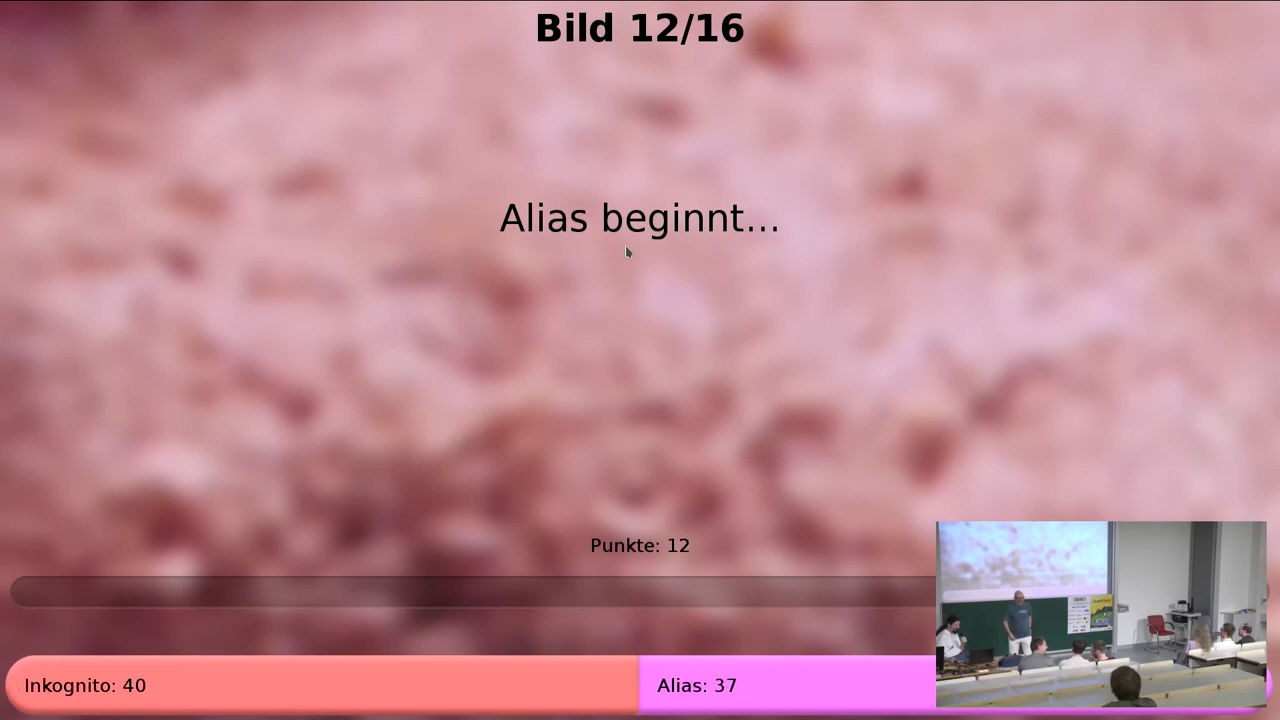 Bild 12/16
Alias beginnt...
Punkte: 12
Inkognito: 40
Alias: 37